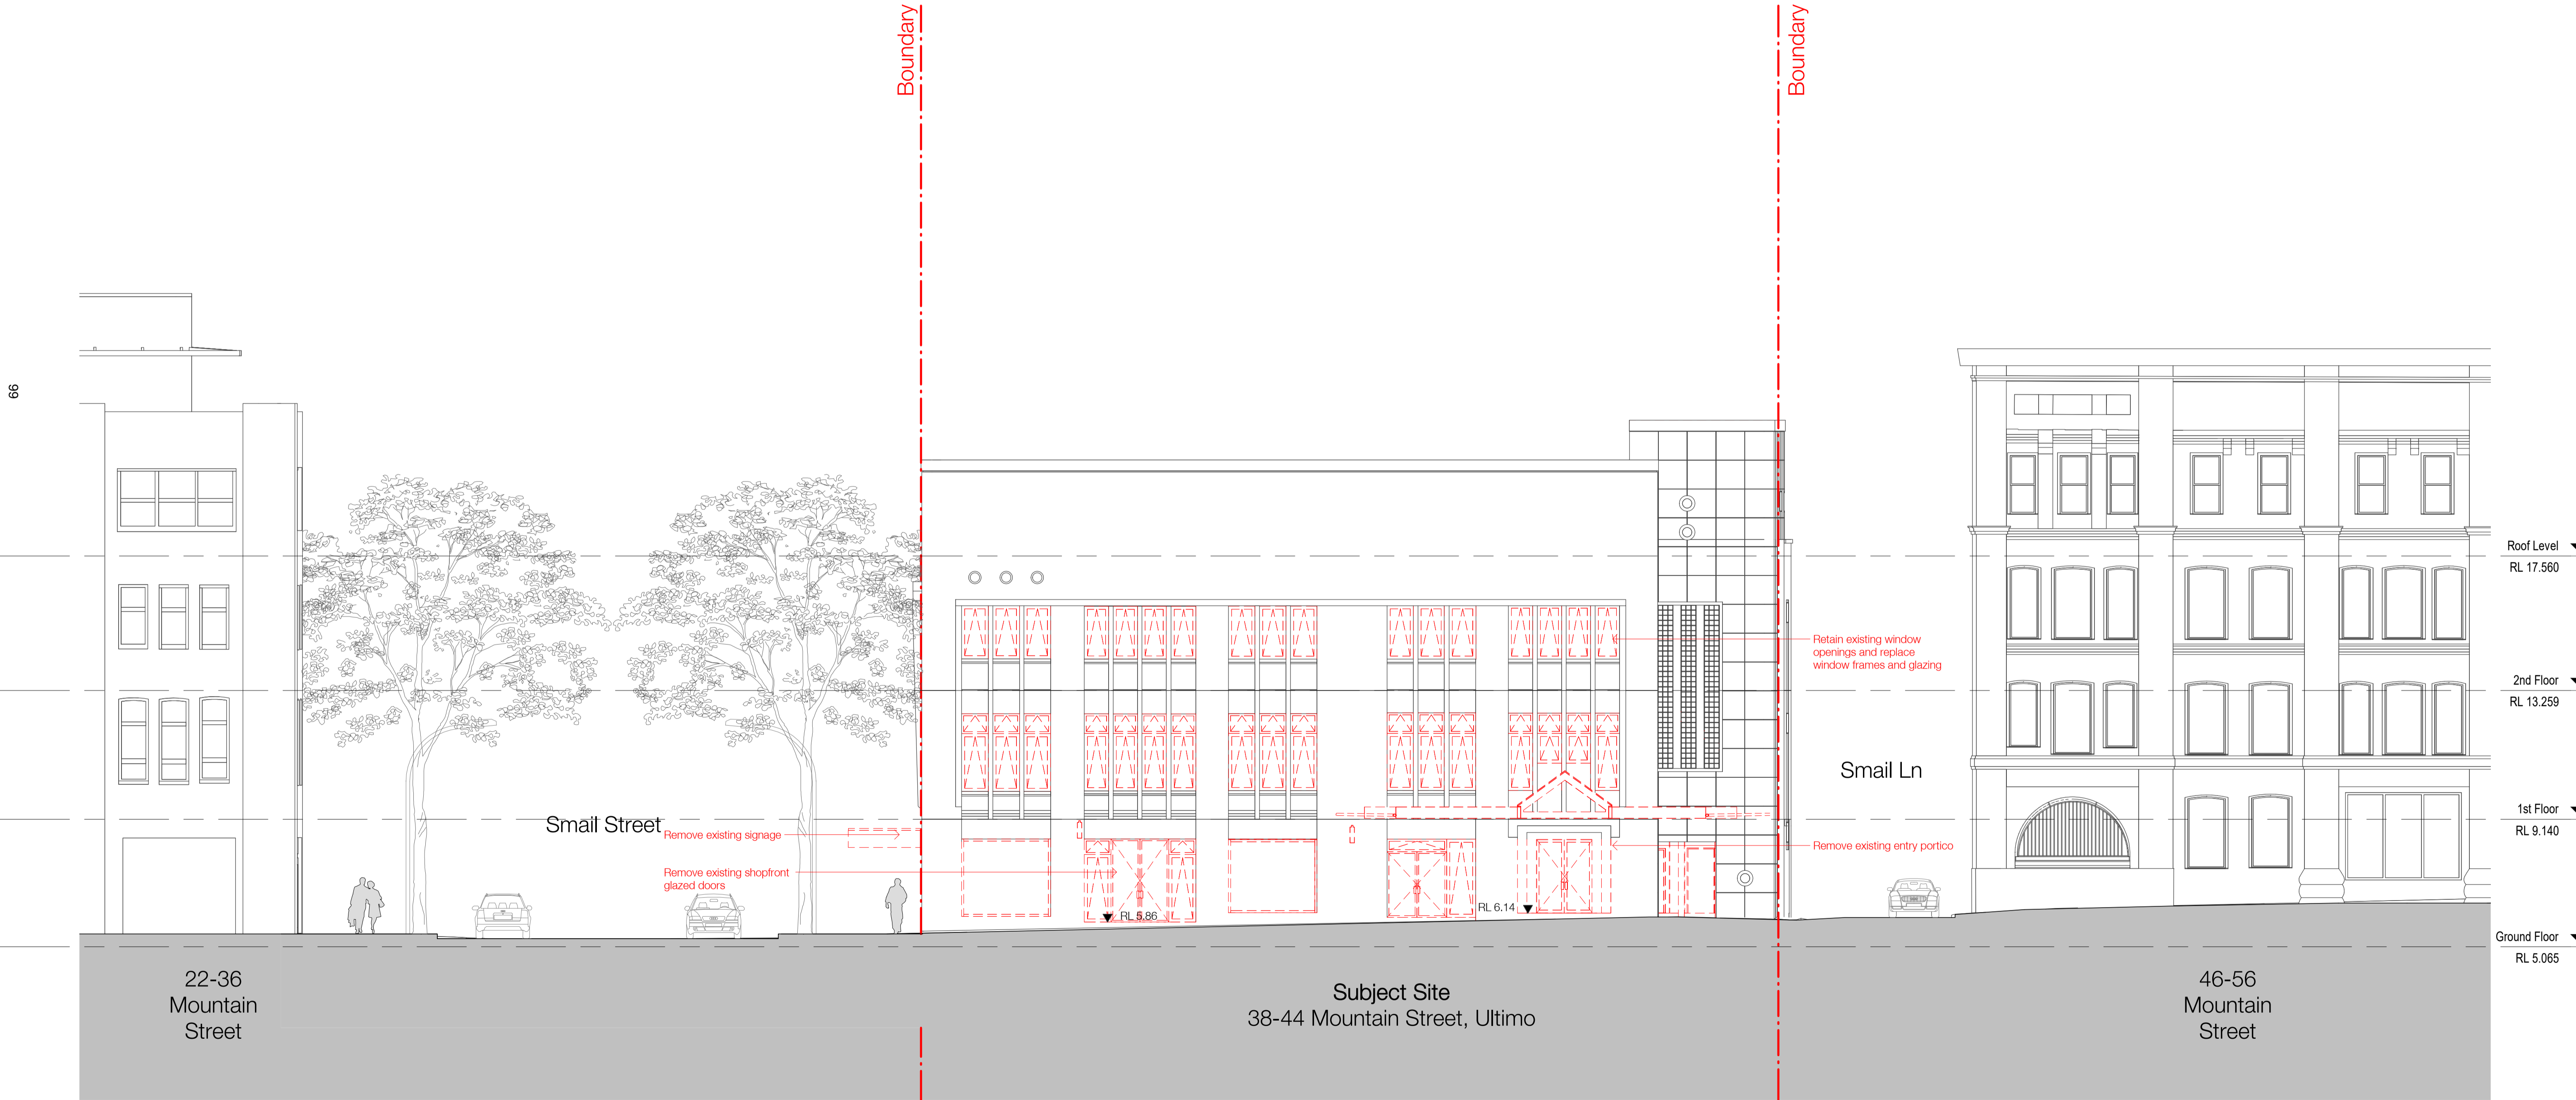 Boundary
Boundary
66
Roof Level
RL 17.560
Retain existing window
openings and replace
window frames and glazing
2nd Floor
RL 13.259
Smail Ln
1st Floor
RL 9.140
Smail Street
Remove existing signage
Remove existing entry portico
Remove existing shopfront
glazed doors
RL 5.86
RL 6.14
Ground Floor
RL 5.065
22-36
Mountain
Street
Subject Site
38-44 Mountain Street, Ultimo
46-56
Mountain
Street